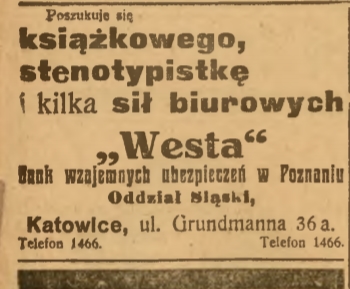 Poszukuje się
książkowego,
stenotypistkę
i kilka sił biurowych
„Westa“
Bank wzajemnych ubezpieczeń w Poznaniu
Oddział Śląski,
Katowice, ul. Grundmanna 36a.
Telefon 1466. Telefon 1466.